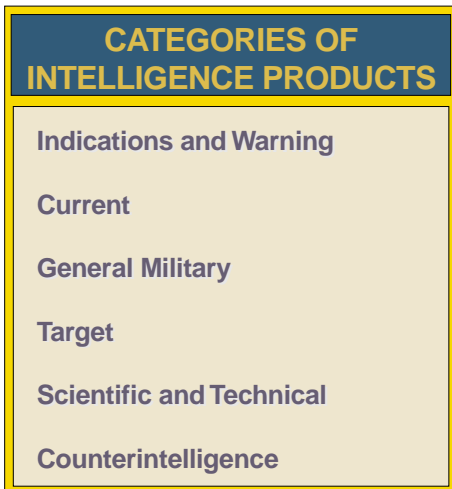 CATEGORIES OF
INTELLIGENCE PRODUCTS
Indications and Warning
Current
General Military
Target
Scientific and Technical
Counterintelligence